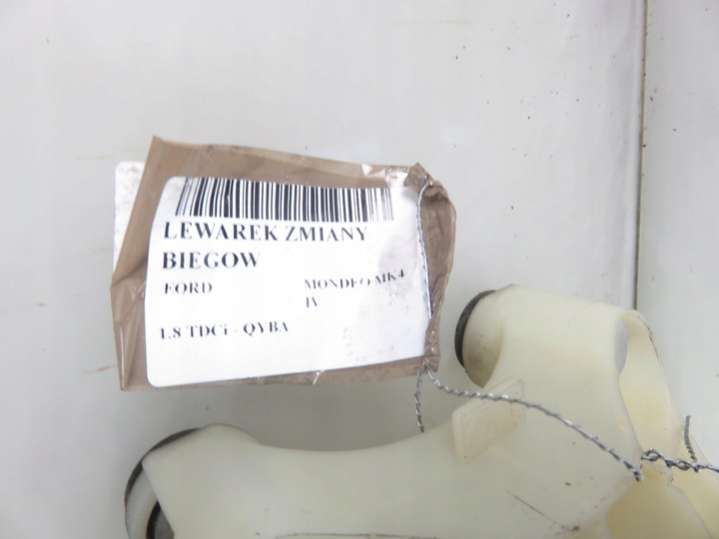 LEWAREK ZMIANY
BIEGOW
FORD MONDEO MK4
IV
1.8 TDCi - QYBA